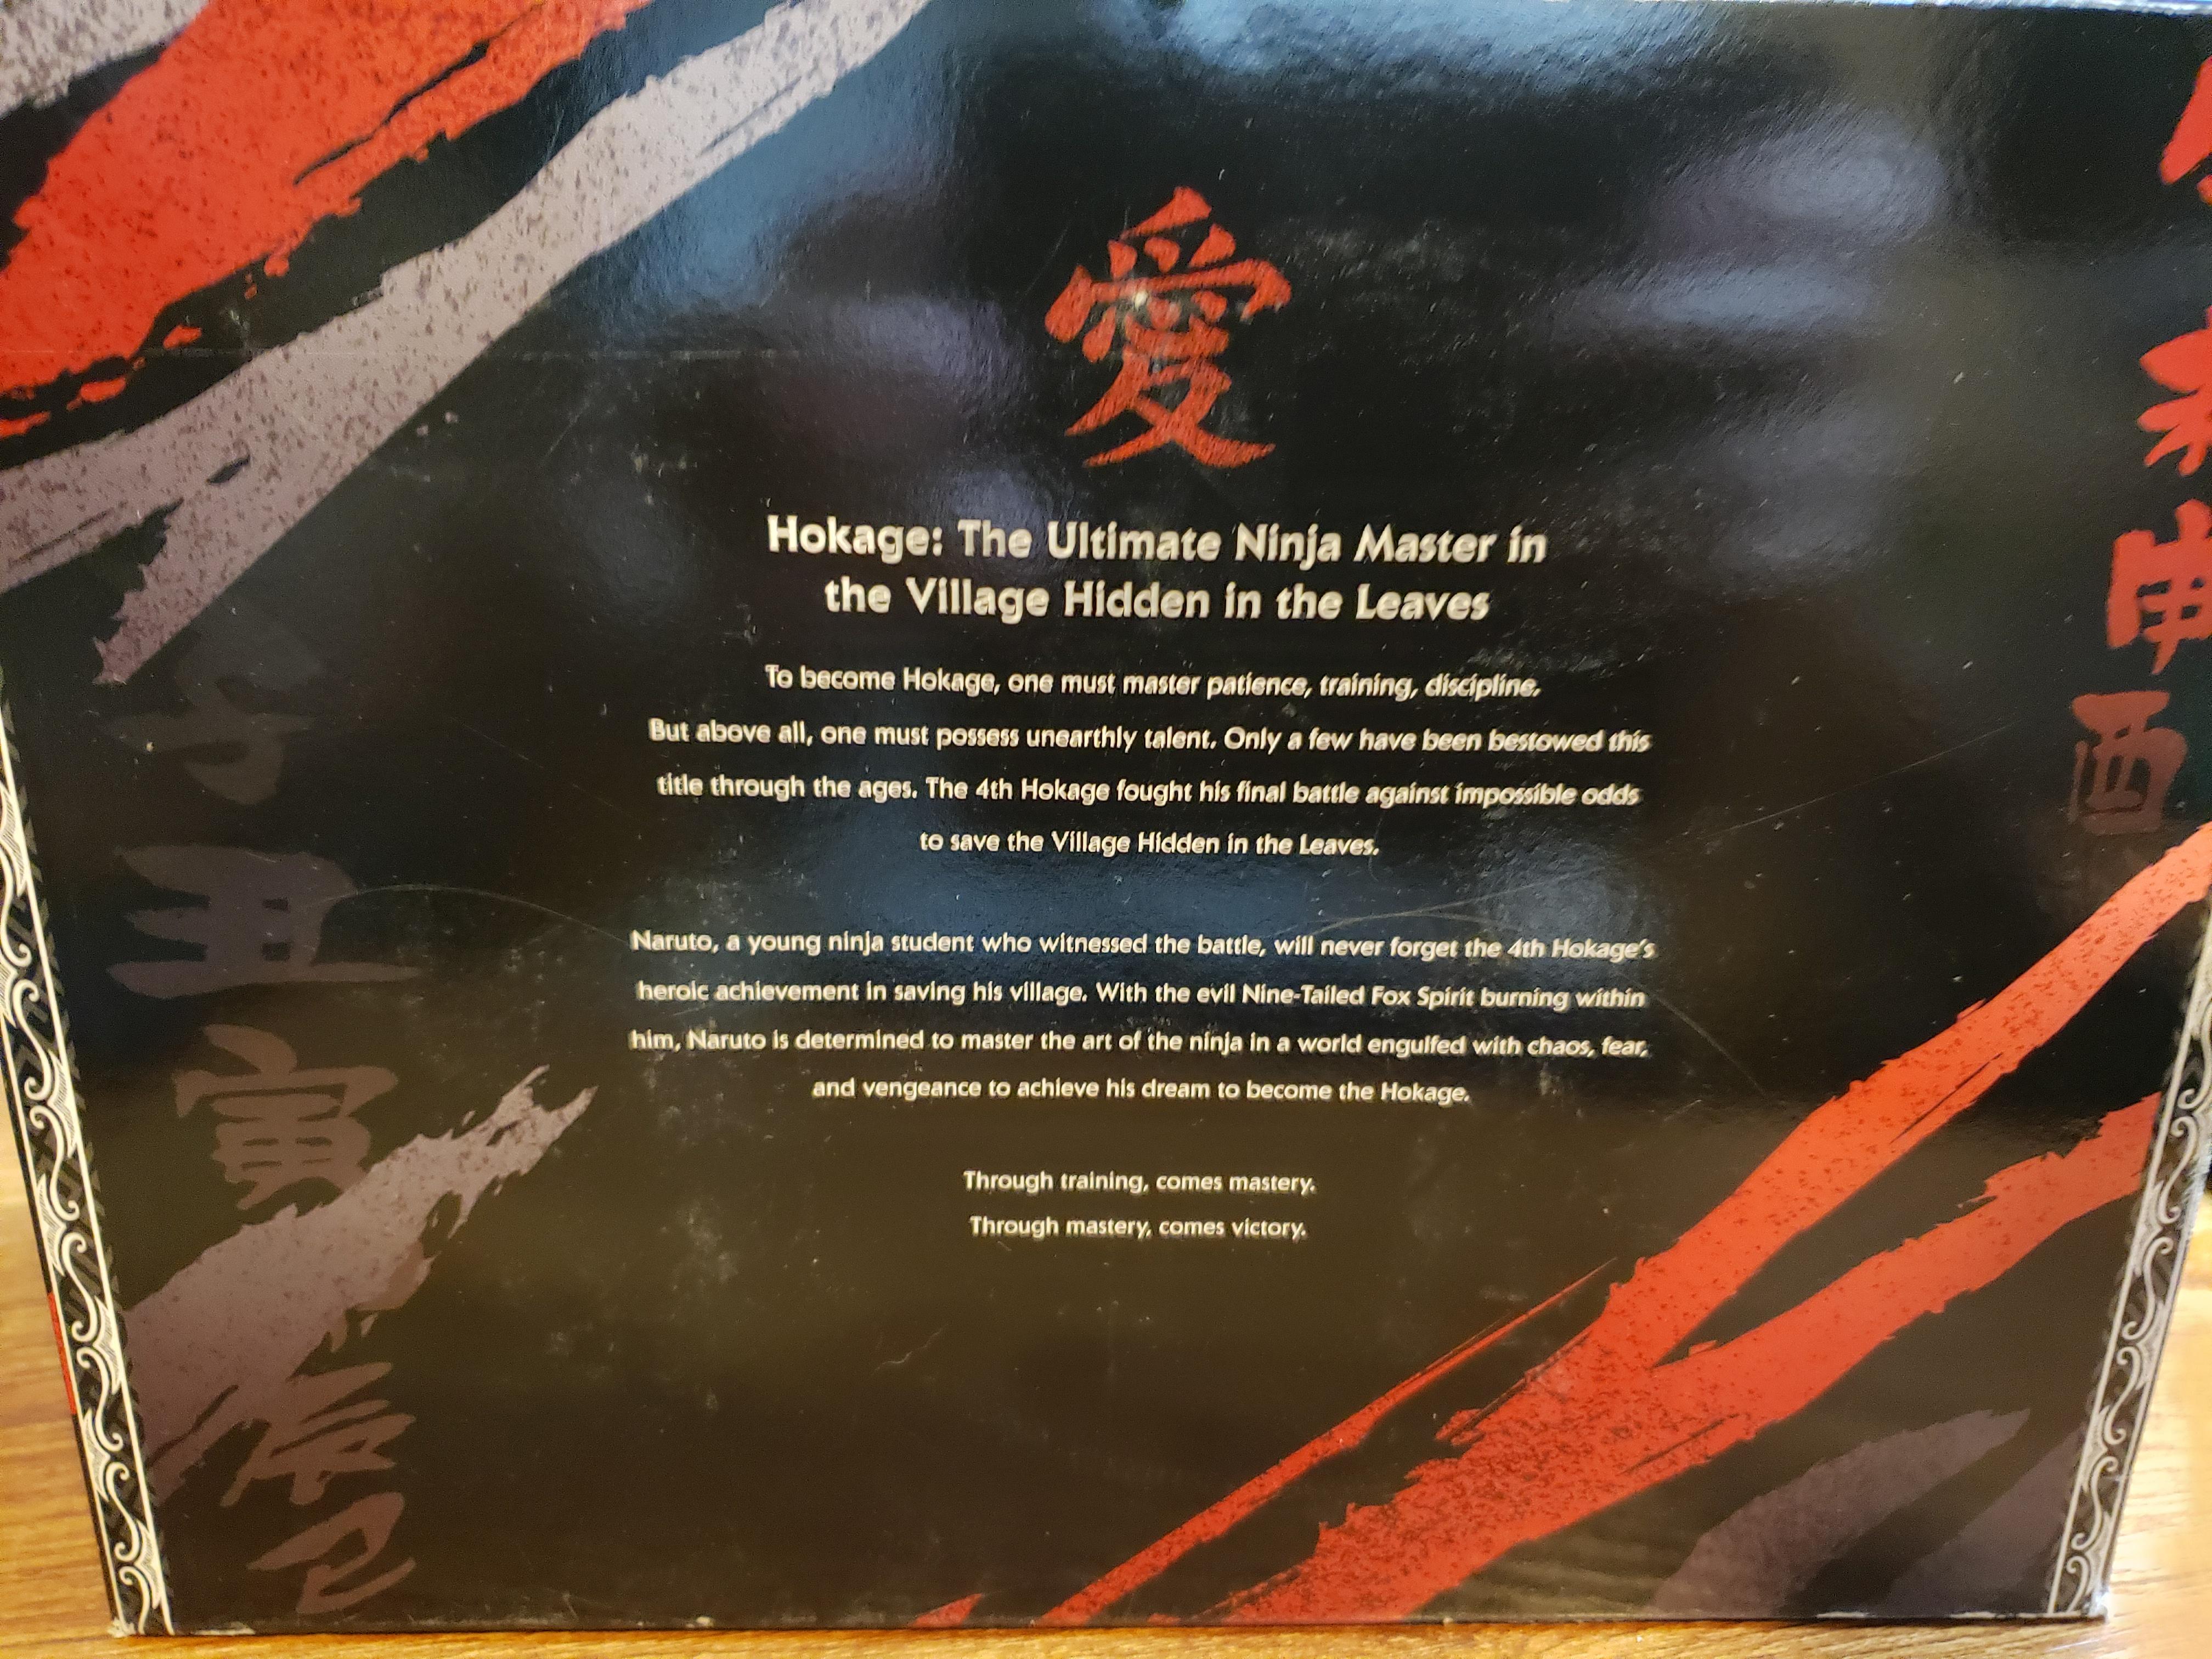 愛
Hokage: The Ultimate Ninja Master in
the Village Hidden in the Leaves
To become Hokage, one must master patience, training, discipline.
But above all, one must possess unearthly talent. Only a few have been bestowed this
title through the ages. The 4th Hokage fought his final battle against impossible odds
to save the Village Hidden in the Leaves.
Naruto, a young ninja student who witnessed the battle, will never forget the 4th Hokage's
heroic achievement in saving his village. With the evil Nine-Tailed Fox Spirit burning within
him, Naruto is determined to master the art of the ninja in a world engulfed with chaos, fear,
and vengeance to achieve his dream to become the Hokage.
Through training, comes mastery.
Through mastery, comes victory.
子
丑
寅
辰
巳
未
申
酉